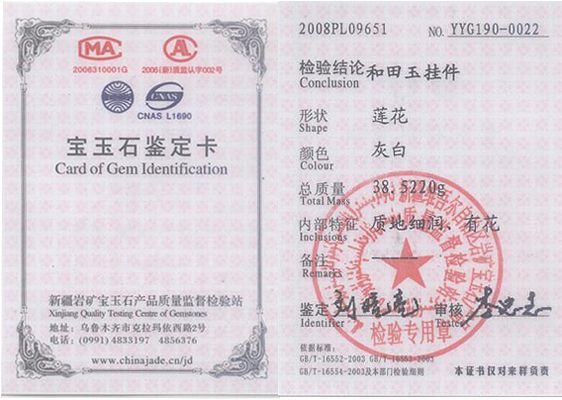 MA
2006310001G
AL
2006(新)质监认字002号
CNAS
CNAS L1690
宝玉石鉴定卡
Card of Gem Identification
新疆岩矿宝玉石产品质量监督检验站
Xinjiang Quality Testing Centre of Gemstones
地址: 乌鲁木齐市克拉玛依西路2号
电话: (0991) 4833197 4856376
www.chinajade.cn/jd
2008PL09651 NO. YYG190-0022
检验结论 和田玉挂件
Conclusion
形状 莲花
Shape
颜色 灰白
Colour
总质量 38.5220g
Total Mass
内部特征 质地细润、有花
Inclusions
备注
Remarks
鉴定 审核
Identifier Tester
检验专用章
依据标准:
GB/T-16552-2003 GB/T-16553-2003
GB/T-16554-2003及本部门检验细则 本证书仅对来样负责